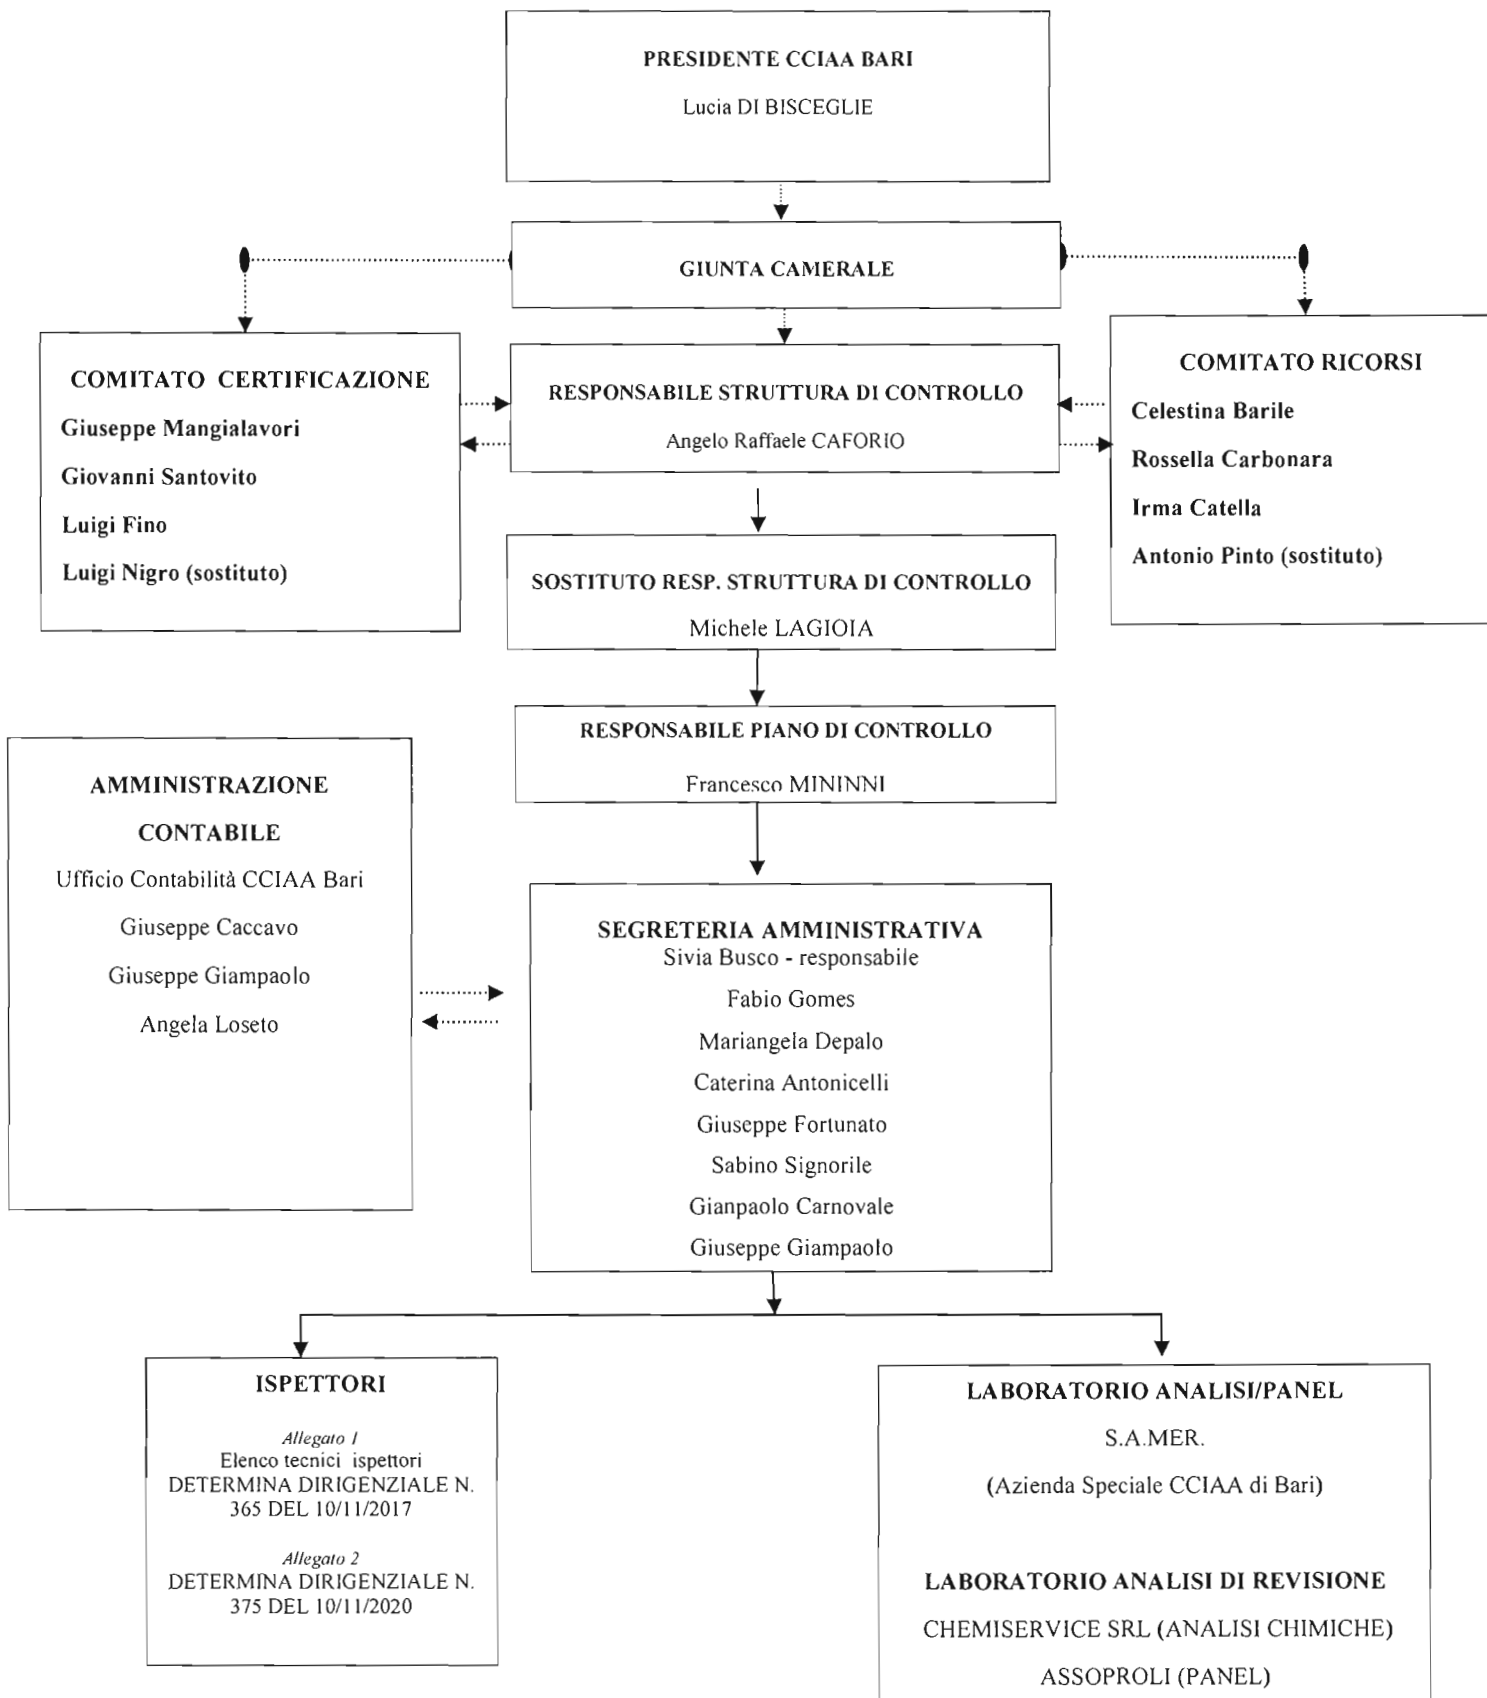 PRESIDENTE CCIAA BARI
Lucia DI BISCEGLIE
GIUNTA CAMERALE
COMITATO CERTIFICAZIONE
Giuseppe Mangialavori
Giovanni Santovito
Luigi Fino
Luigi Nigro (sostituto)
RESPONSABILE STRUTTURA DI CONTROLLO
Angelo Raffaele CAFORIO
COMITATO RICORSI
Celestina Barile
Rossella Carbonara
Irma Catella
Antonio Pinto (sostituto)
SOSTITUTO RESP. STRUTTURA DI CONTROLLO
Michele LAGIOIA
RESPONSABILE PIANO DI CONTROLLO
Francesco MININNI
AMMINISTRAZIONE
CONTABILE
Ufficio Contabilità CCIAA Bari
Giuseppe Caccavo
Giuseppe Giampaolo
Angela Loseto
SEGRETERIA AMMINISTRATIVA
Sivia Busco - responsabile
Fabio Gomes
Mariangela Depalo
Caterina Antonicelli
Giuseppe Fortunato
Sabino Signorile
Gianpaolo Carnovale
Giuseppe Giampaolo
ISPETTORI
Allegato 1
Elenco tecnici ispettori
DETERMINA DIRIGENZIALE N.
365 DEL 10/11/2017
Allegato 2
DETERMINA DIRIGENZIALE N.
375 DEL 10/11/2020
LABORATORIO ANALISI/PANEL
S.A.MER.
(Azienda Speciale CCIAA di Bari)
LABORATORIO ANALISI DI REVISIONE
CHEMISERVICE SRL (ANALISI CHIMICHE)
ASSOPROLI (PANEL)